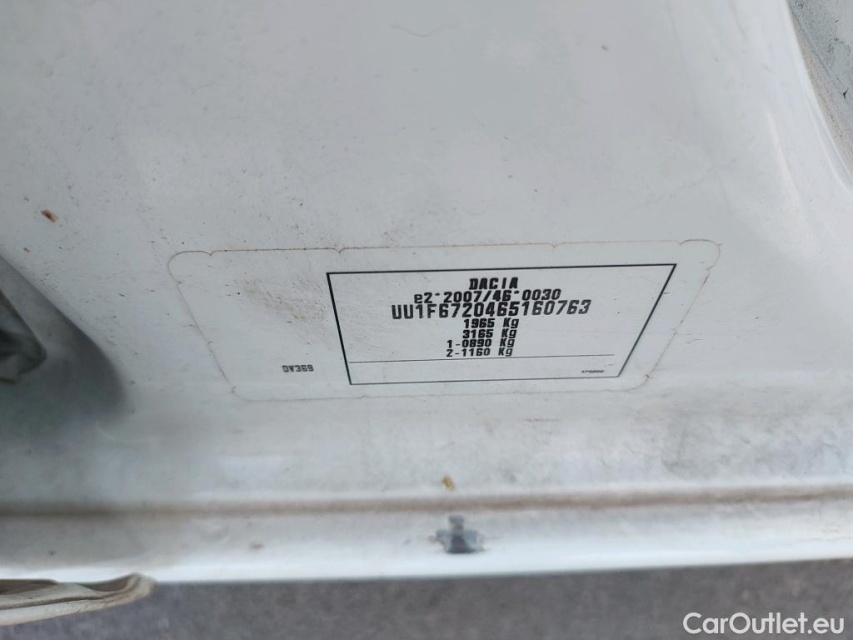 DACIA
e2*2007/46*0030
UU1F6720465160763
1965 Kg
3165 Kg
1-0890 Kg
2-1160 Kg
DV369
CarOutlet.eu